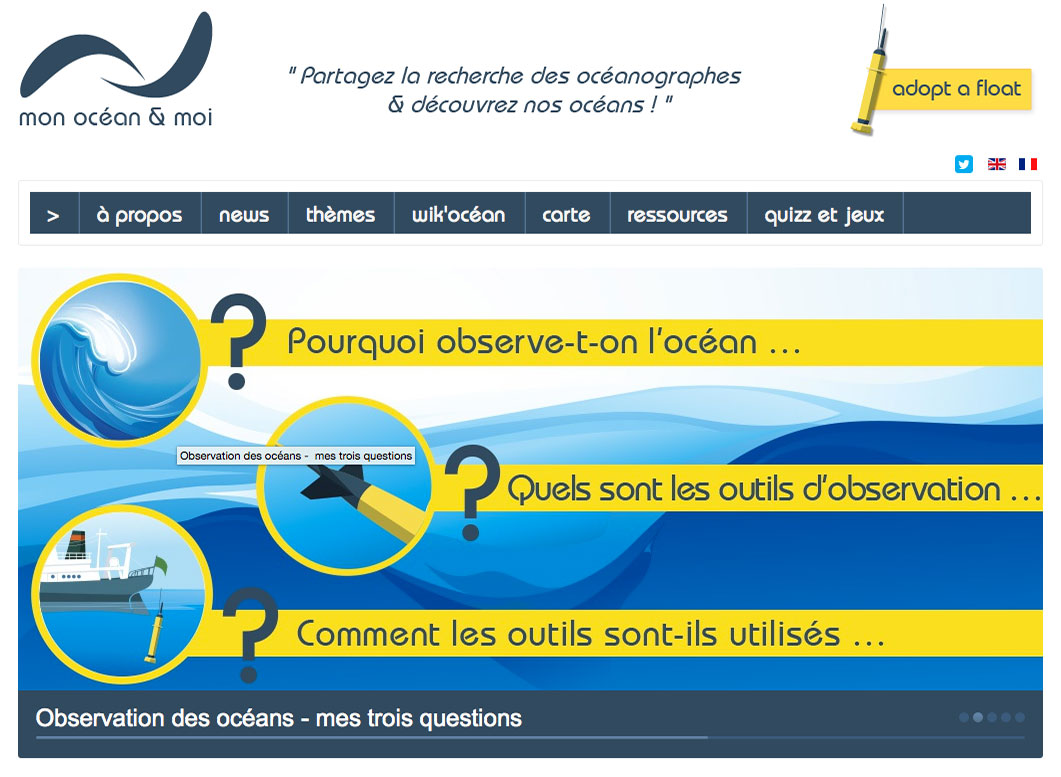 mon océan & moi
" Partagez la recherche des océanographes
& découvrez nos océans ! "
adopt a float
>
à propos
news
thèmes
wik'océan
carte
ressources
quizz et jeux
? Pourquoi observe-t-on l'océan ...
Observation des océans - mes trois questions
? Quels sont les outils d'observation ...
? Comment les outils sont-ils utilisés ...
Observation des océans - mes trois questions